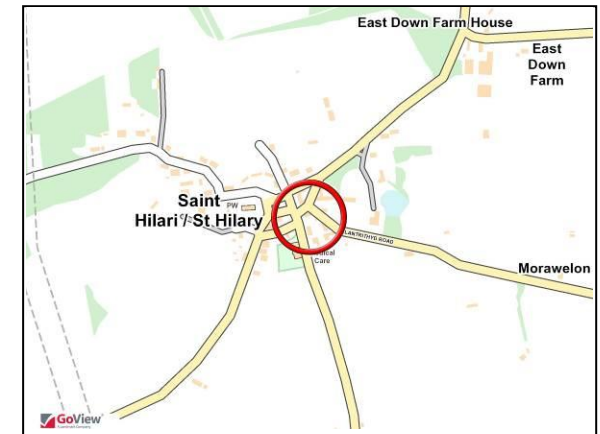 East Down Farm House
East
Down
Farm
Saint
PW
Hilari / St Hilary
LANTRITHYD ROAD
Care
Morawelon
GoView